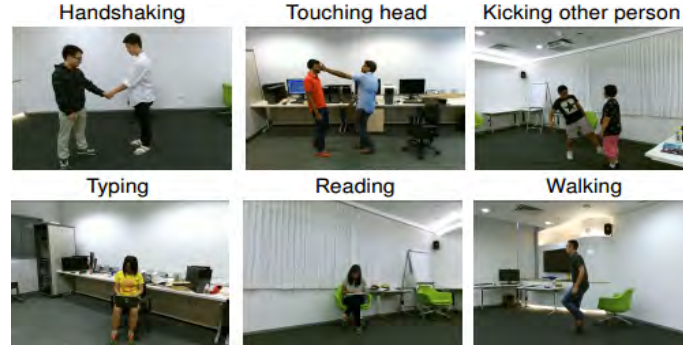 Handshaking
Touching head
Kicking other person
Typing
Reading
Walking